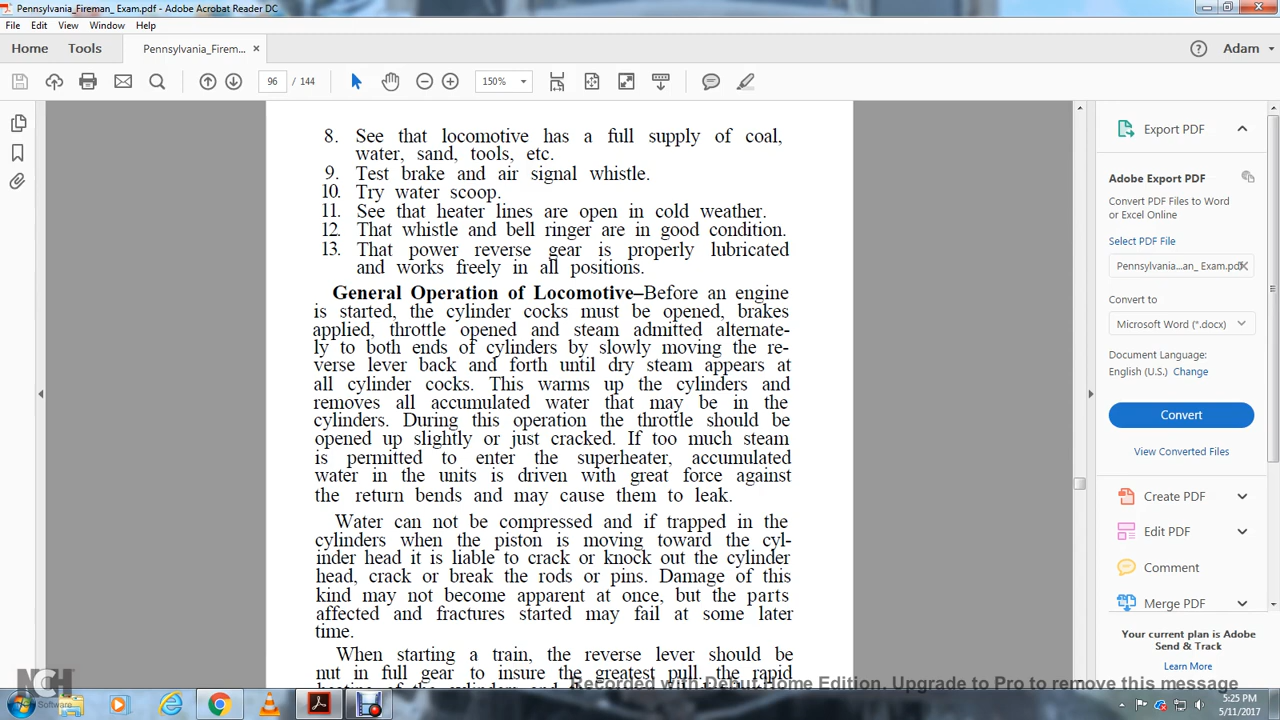 Pennsylvania_Fireman_ Exam.pdf - Adobe Acrobat Reader DC
File Edit View Window Help
Home Tools Pennsylvania_Firem... × Adam
96 / 144 150%
8. See that locomotive has a full supply of coal,
water, sand, tools, etc.
9. Test brake and air signal whistle.
10. Try water scoop.
11. See that heater lines are open in cold weather.
12. That whistle and bell ringer are in good condition.
13. That power reverse gear is properly lubricated
and works freely in all positions.
General Operation of Locomotive–Before an engine
is started, the cylinder cocks must be opened, brakes
applied, throttle opened and steam admitted alternate-
ly to both ends of cylinders by slowly moving the re-
verse lever back and forth until dry steam appears at
all cylinder cocks. This warms up the cylinders and
removes all accumulated water that may be in the
cylinders. During this operation the throttle should be
opened up slightly or just cracked. If too much steam
is permitted to enter the superheater, accumulated
water in the units is driven with great force against
the return bends and may cause them to leak.
Water can not be compressed and if trapped in the
cylinders when the piston is moving toward the cyl-
inder head it is liable to crack or knock out the cylinder
head, crack or break the rods or pins. Damage of this
kind may not become apparent at once, but the parts
affected and fractures started may fail at some later
time.
When starting a train, the reverse lever should be
put in full gear to insure the greatest pull, the rapid
Export PDF
Adobe Export PDF
Convert PDF Files to Word
or Excel Online
Select PDF File
Pennsylvania...an_ Exam.pdf
Convert to
Microsoft Word (*.docx)
Document Language:
English (U.S.) Change
Convert
View Converted Files
Create PDF
Edit PDF
Comment
Merge PDF
Your current plan is Adobe
Send & Track
Learn More
NCH
Software
Recorded with Debut Home Edition. Upgrade to Pro to remove this message
5:25 PM
5/11/2017